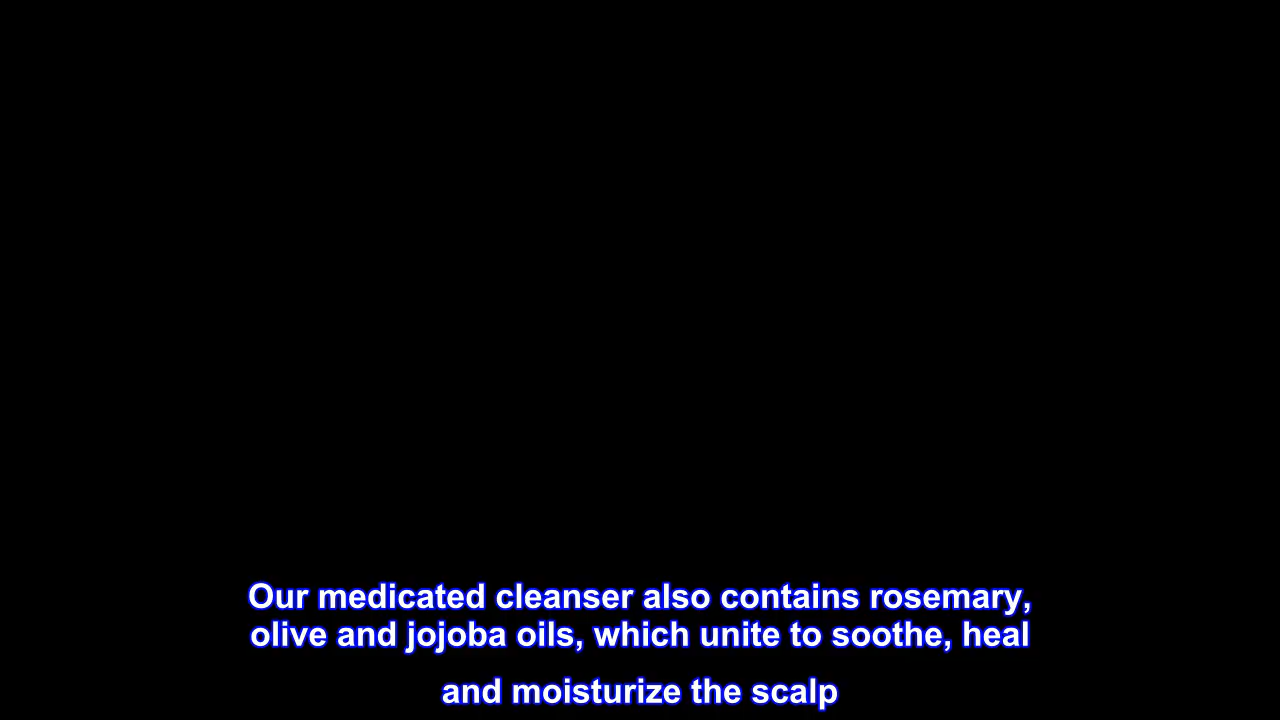 Our medicated cleanser also contains rosemary,
olive and jojoba oils, which unite to soothe, heal
and moisturize the scalp